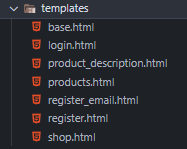 templates
base.html
login.html
product_description.html
products.html
register_email.html
register.html
shop.html